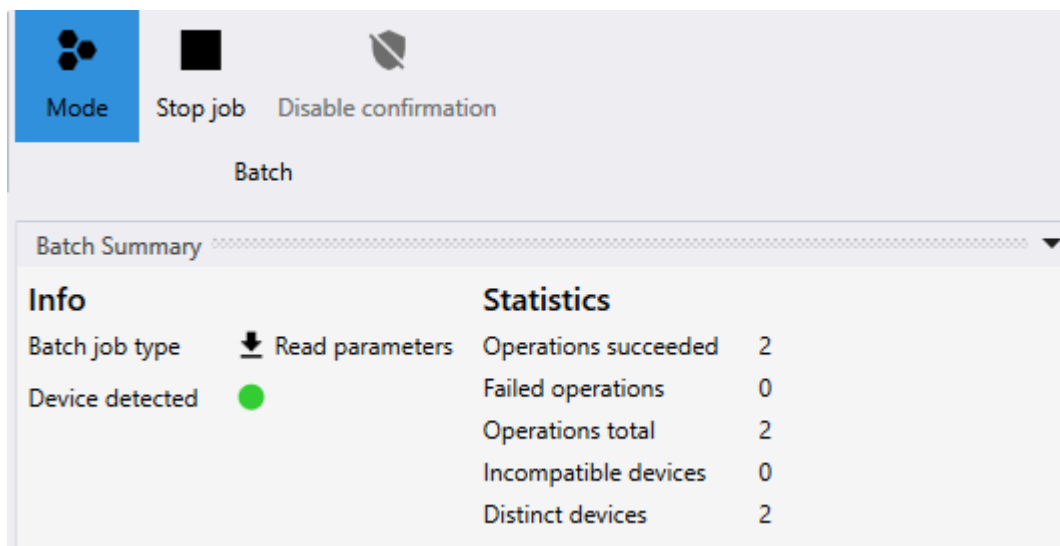 Mode Stop job Disable confirmation
Batch
Batch Summary
Info Statistics
Batch job type Read parameters Operations succeeded 2
Device detected Failed operations 0
Operations total 2
Incompatible devices 0
Distinct devices 2